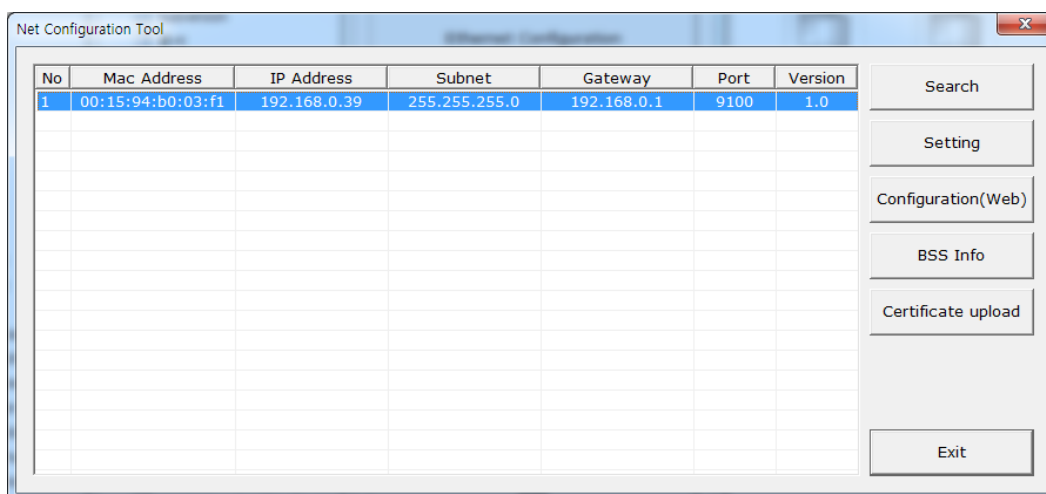 Net Configuration Tool
Ethernet Configuration
No Mac Address IP Address Subnet Gateway Port Version
1 00:15:94:b0:03:f1 192.168.0.39 255.255.255.0 192.168.0.1 9100 1.0
Search
Setting
Configuration(Web)
BSS Info
Certificate upload
Exit